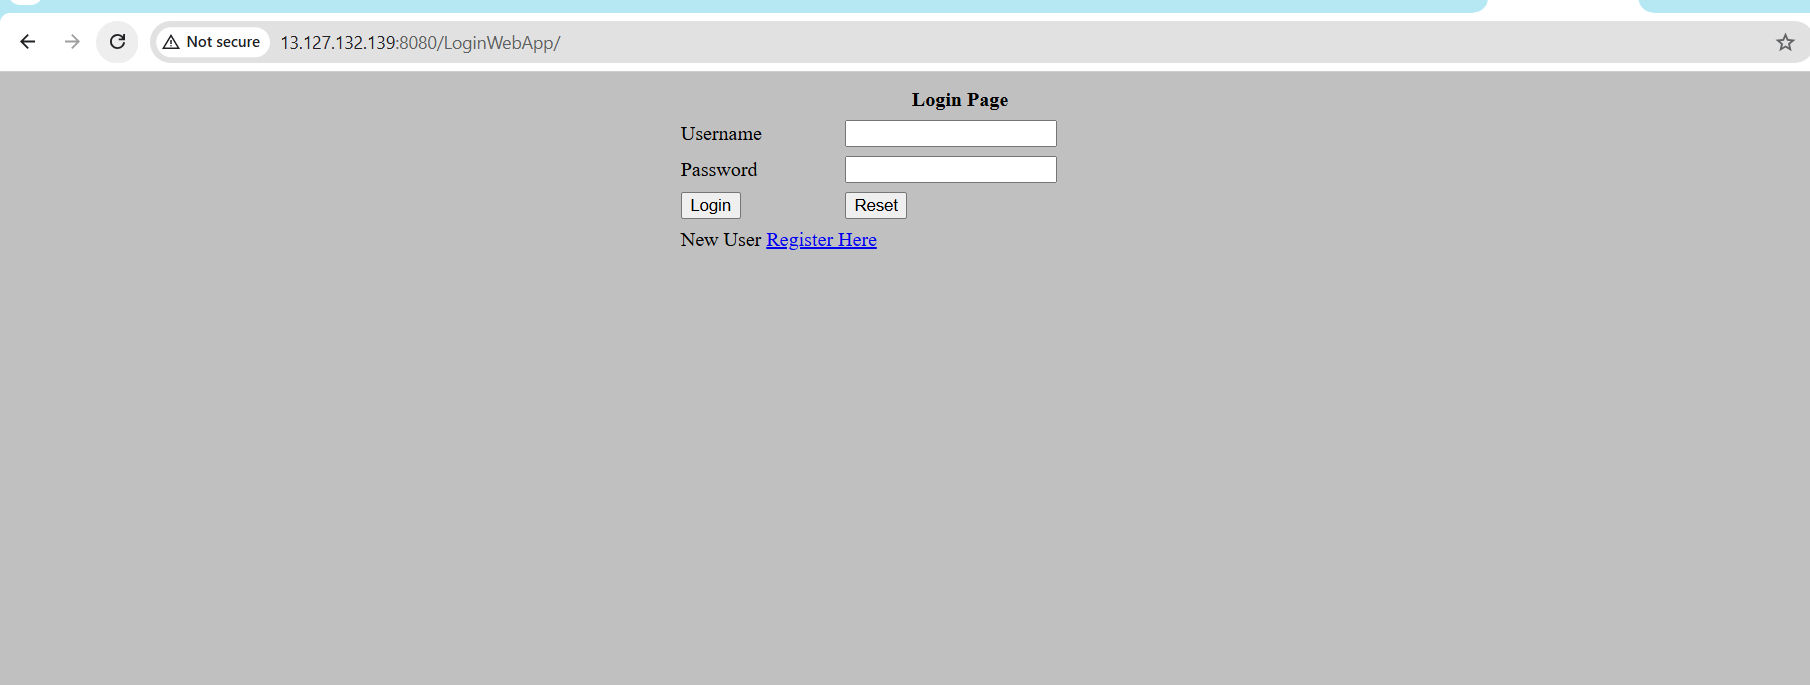 Not secure 13.127.132.139:8080/LoginWebApp/
Login Page
Username
Password
Login Reset
New User Register Here